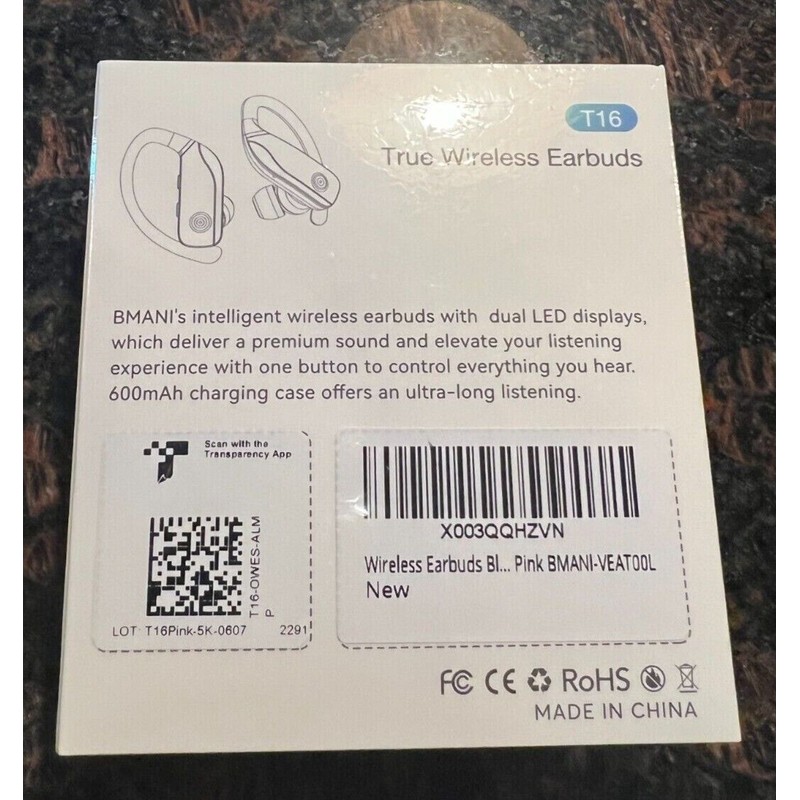 T16
True Wireless Earbuds
BMANI's intelligent wireless earbuds with dual LED displays,
which deliver a premium sound and elevate your listening
experience with one button to control everything you hear.
600mAh charging case offers an ultra-long listening.
Scan with the
Transparency App
T16-OWES-ALM
P
LOT: T16Pink-5K-0607 2291
X003QQHZVN
Wireless Earbuds Bl... Pink BMANI-VEAT00L
New
FC CE RoHS
MADE IN CHINA